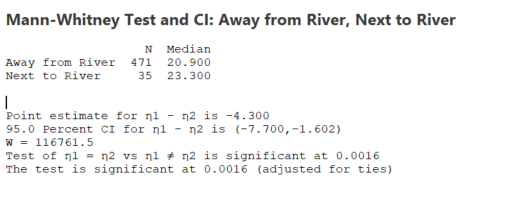 Mann-Whitney Test and CI: Away from River, Next to River
N Median
Away from River 471 20.900
Next to River 35 23.300
Point estimate for η1 - η2 is -4.300
95.0 Percent CI for η1 - η2 is (-7.700,-1.602)
W = 116761.5
Test of η1 = η2 vs η1 ≠ η2 is significant at 0.0016
The test is significant at 0.0016 (adjusted for ties)